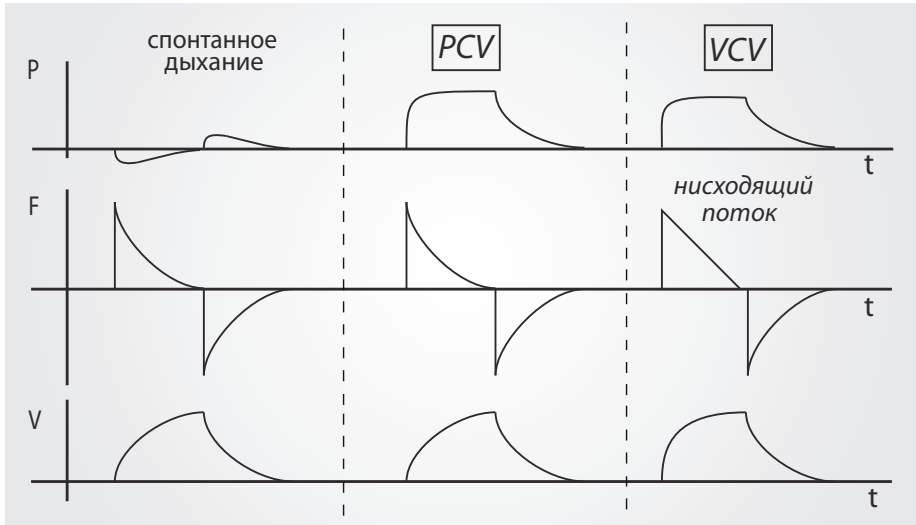 спонтанное
дыхание
PCV
VCV
P
t
нисходящий
поток
F
t
V
t